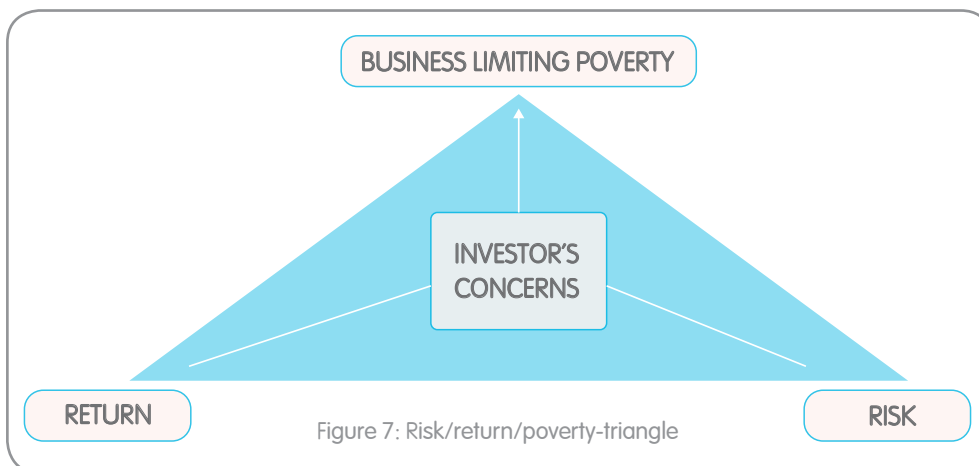 BUSINESS LIMITING POVERTY
INVESTOR'S
CONCERNS
RETURN
RISK
Figure 7: Risk/return/poverty-triangle